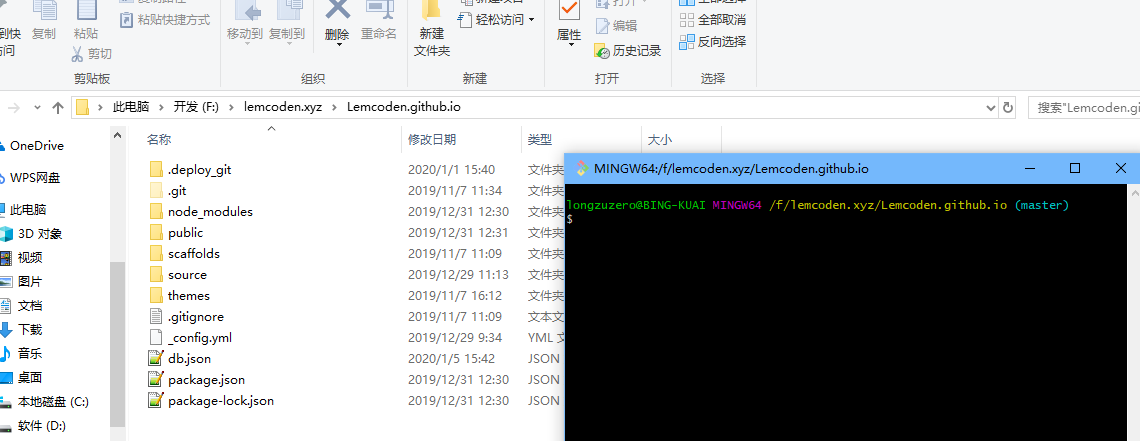 到快
访问
复制
粘贴
粘贴快捷方式
剪切
剪贴板
移动到
复制到
删除
重命名
组织
新建
文件夹
轻松访问
新建
属性
打开
编辑
历史记录
打开
全部取消
反向选择
选择
此电脑
开发 (F:)
lemcoden.xyz
Lemcoden.github.io
搜索"Lemcoden.gi
OneDrive
WPS网盘
此电脑
3D 对象
视频
图片
文档
下载
音乐
桌面
本地磁盘 (C:)
软件 (D:)
名称 修改日期 类型 大小
.deploy_git 2020/1/1 15:40 文件夹
.git 2019/11/7 11:34 文件夹
node_modules 2019/12/31 12:30 文件夹
public 2019/12/31 12:31 文件夹
scaffolds 2019/11/7 11:09 文件夹
source 2019/12/29 11:13 文件夹
themes 2019/11/7 16:12 文件夹
.gitignore 2019/11/7 11:09 文本文
_config.yml 2019/12/29 9:34 YML 文
db.json 2020/1/5 15:42 JSON
package.json 2019/12/31 12:30 JSON
package-lock.json 2019/12/31 12:30 JSON
MINGW64:/f/lemcoden.xyz/Lemcoden.github.io
longzuzero@BING-KUAI MINGW64 /f/lemcoden.xyz/Lemcoden.github.io (master)
$